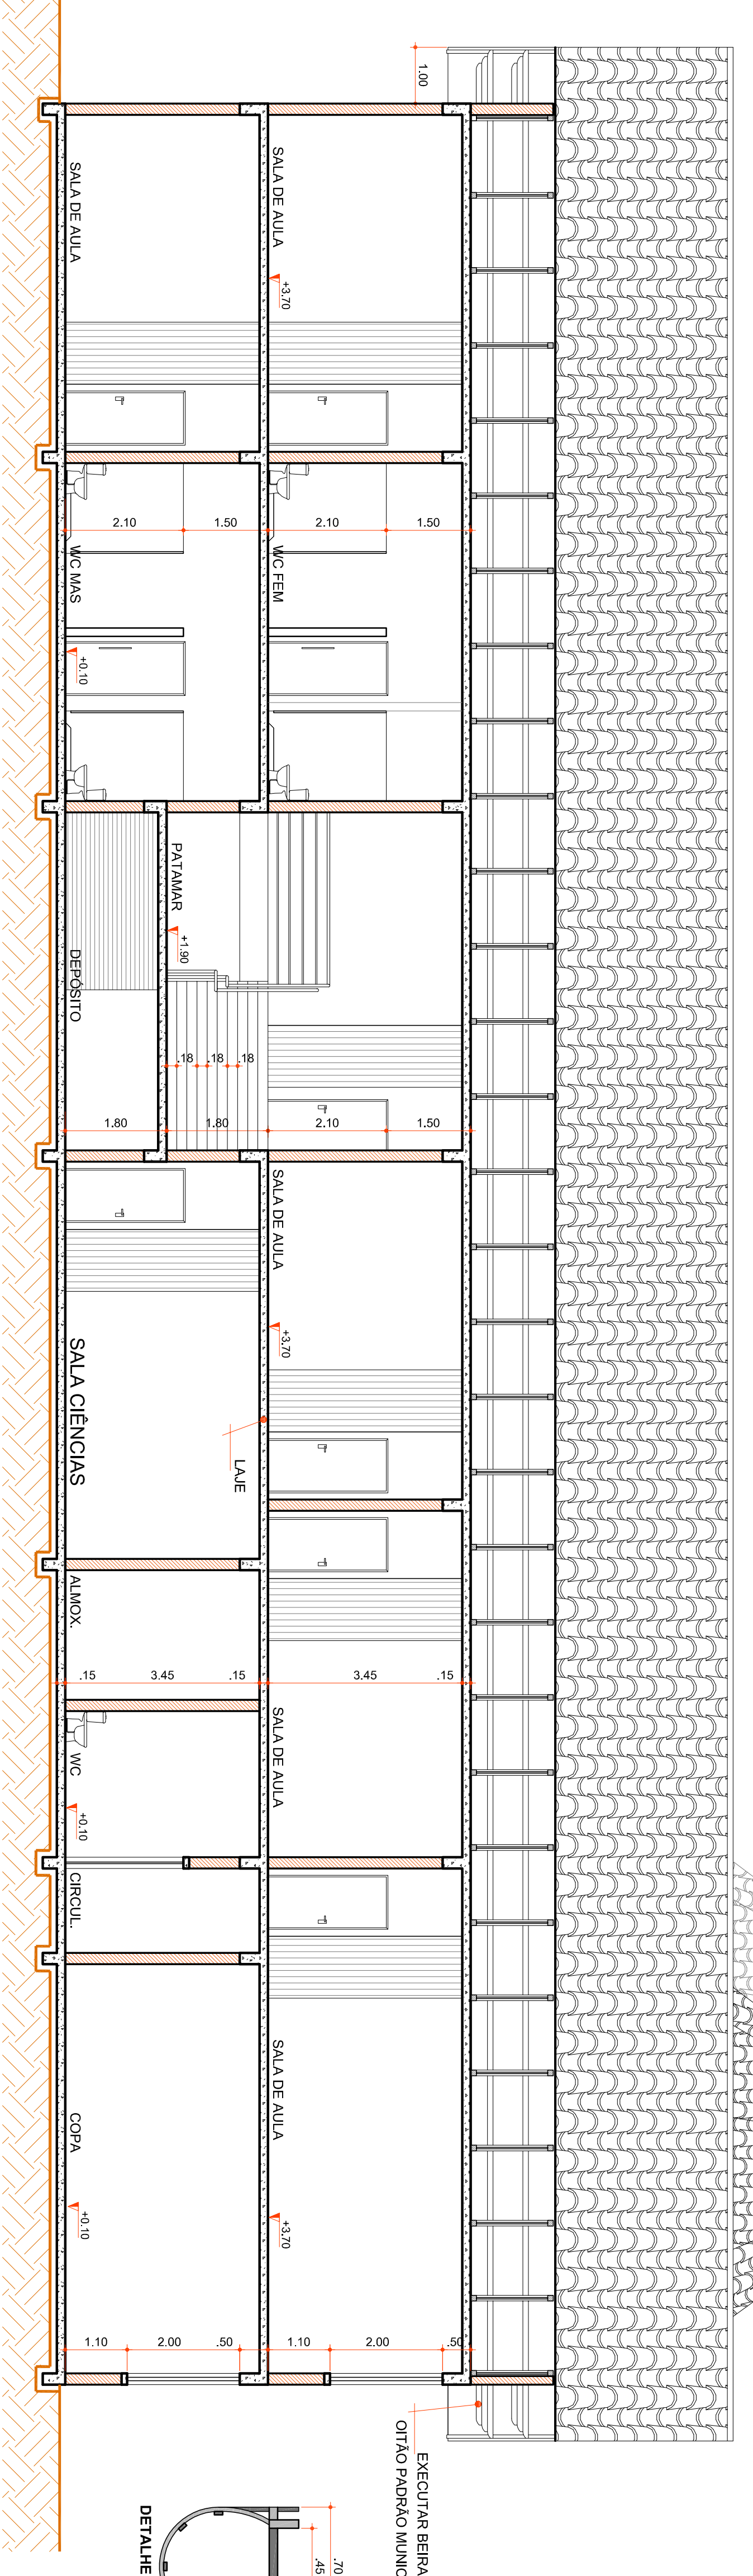 1.00
SALA DE AULA
+3.70
SALA DE AULA
2.10
1.50
WC FEM
2.10
1.50
WC MAS
+0.10
PATAMAR
+1.90
DEPÓSITO
.18
.18
.18
1.80
1.80
2.10
1.50
SALA DE AULA
+3.70
SALA CIÊNCIAS
LAJE
ALMOX.
.15
3.45
.15
3.45
.15
SALA DE AULA
WC
+0.10
CIRCUL.
SALA DE AULA
+3.70
COPA
+0.10
1.10
2.00
.50
1.10
2.00
.50
EXECUTAR BEIRA
OITÃO PADRÃO MUNIC
.70
.45
DETALHE